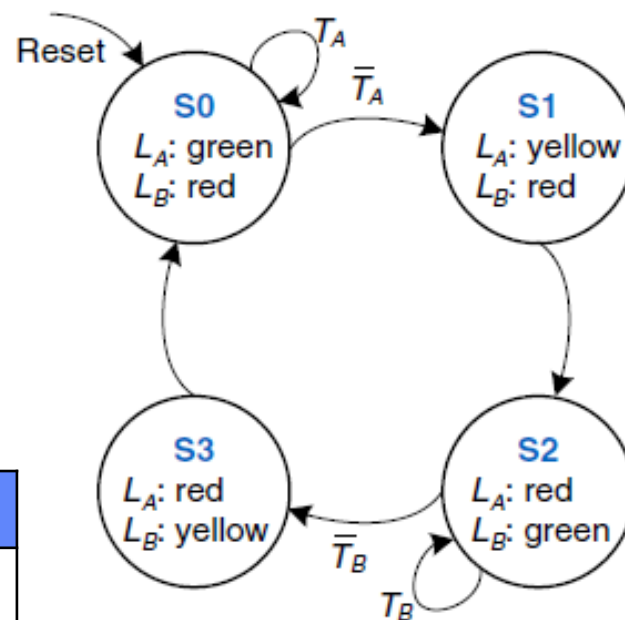 Reset
T_A
T̅_A
S0
L_A: green
L_B: red
S1
L_A: yellow
L_B: red
S3
L_A: red
L_B: yellow
S2
L_A: red
L_B: green
T̅_B
T_B